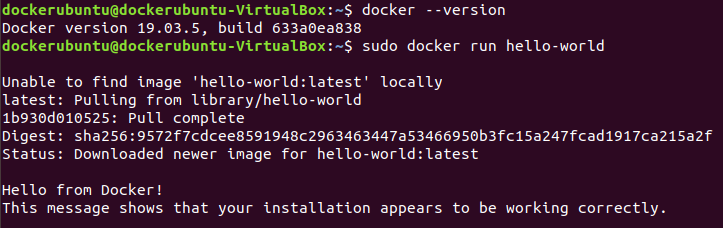 dockerubuntu@dockerubuntu-VirtualBox:~$ docker --version
Docker version 19.03.5, build 633a0ea838
dockerubuntu@dockerubuntu-VirtualBox:~$ sudo docker run hello-world
Unable to find image 'hello-world:latest' locally
latest: Pulling from library/hello-world
1b930d010525: Pull complete
Digest: sha256:9572f7cdcee8591948c2963463447a53466950b3fc15a247fcad1917ca215a2f
Status: Downloaded newer image for hello-world:latest
Hello from Docker!
This message shows that your installation appears to be working correctly.